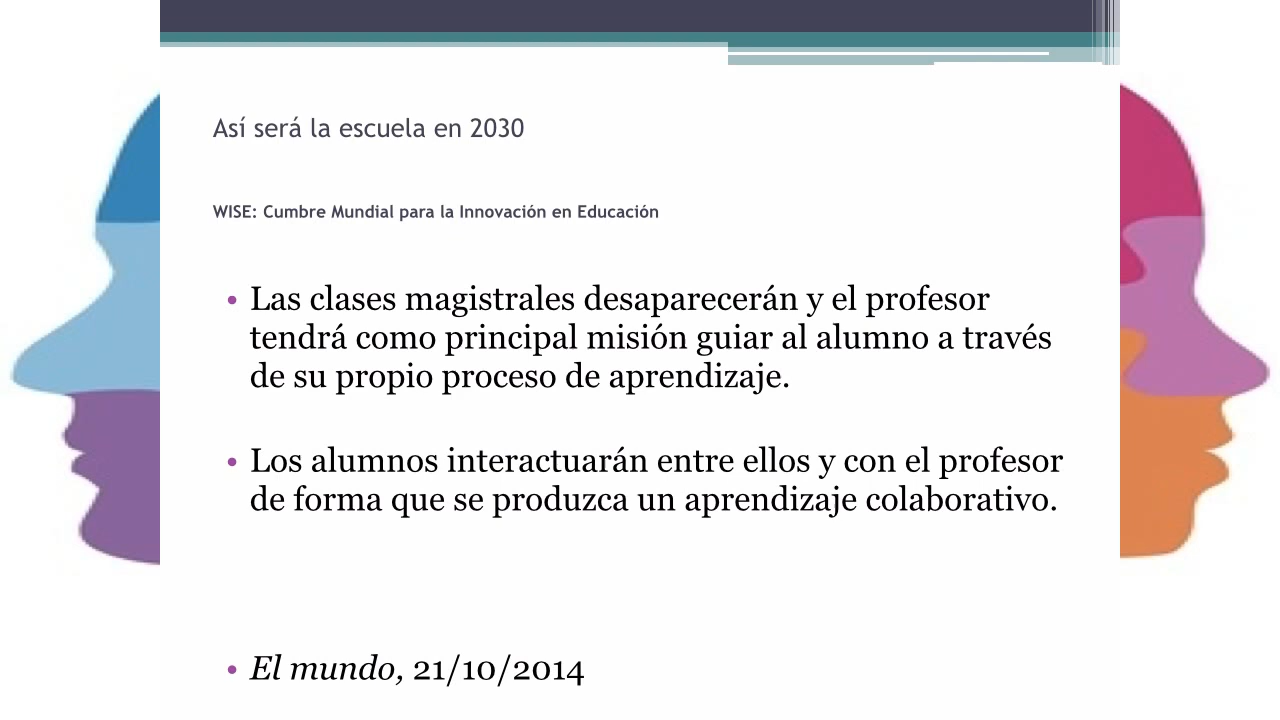 Así será la escuela en 2030
WISE: Cumbre Mundial para la Innovación en Educación
• Las clases magistrales desaparecerán y el profesor
tendrá como principal misión guiar al alumno a través
de su propio proceso de aprendizaje.
• Los alumnos interactuarán entre ellos y con el profesor
de forma que se produzca un aprendizaje colaborativo.
• El mundo, 21/10/2014